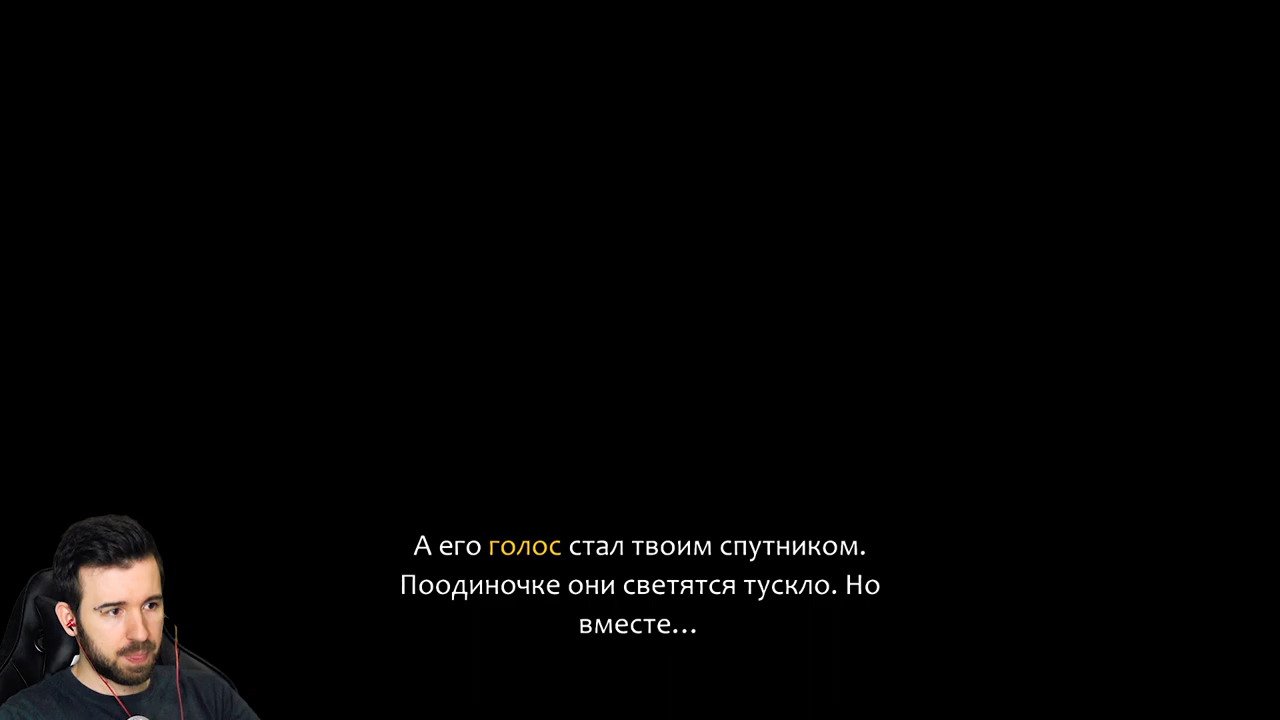 А его голос стал твоим спутником.
Поодиночке они светятся тускло. Но
вместе...